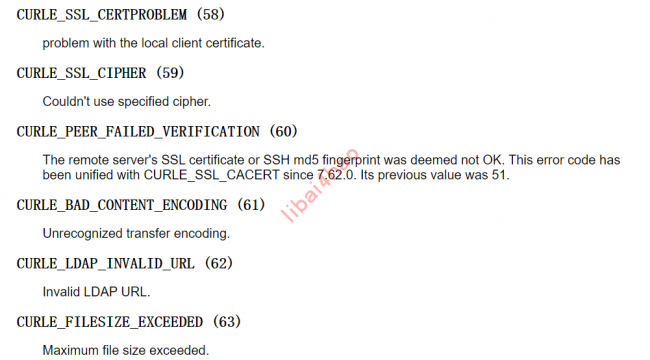 CURLE_SSL_CERTPROBLEM (58)
problem with the local client certificate.
CURLE_SSL_CIPHER (59)
Couldn't use specified cipher.
CURLE_PEER_FAILED_VERIFICATION (60)
The remote server's SSL certificate or SSH md5 fingerprint was deemed not OK. This error code has
been unified with CURLE_SSL_CACERT since 7.62.0. Its previous value was 51.
CURLE_BAD_CONTENT_ENCODING (61)
Unrecognized transfer encoding.
CURLE_LDAP_INVALID_URL (62)
Invalid LDAP URL.
CURLE_FILESIZE_EXCEEDED (63)
Maximum file size exceeded.